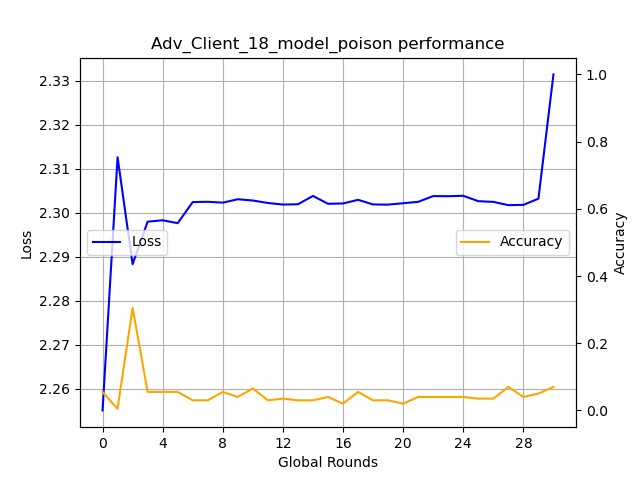 Adv_Client_18_model_poison performance
2.33
2.32
2.31
2.30
2.29
2.28
2.27
2.26
Loss
1.0
0.8
0.6
0.4
0.2
0.0
Accuracy
Loss
Accuracy
0 4 8 12 16 20 24 28
Global Rounds